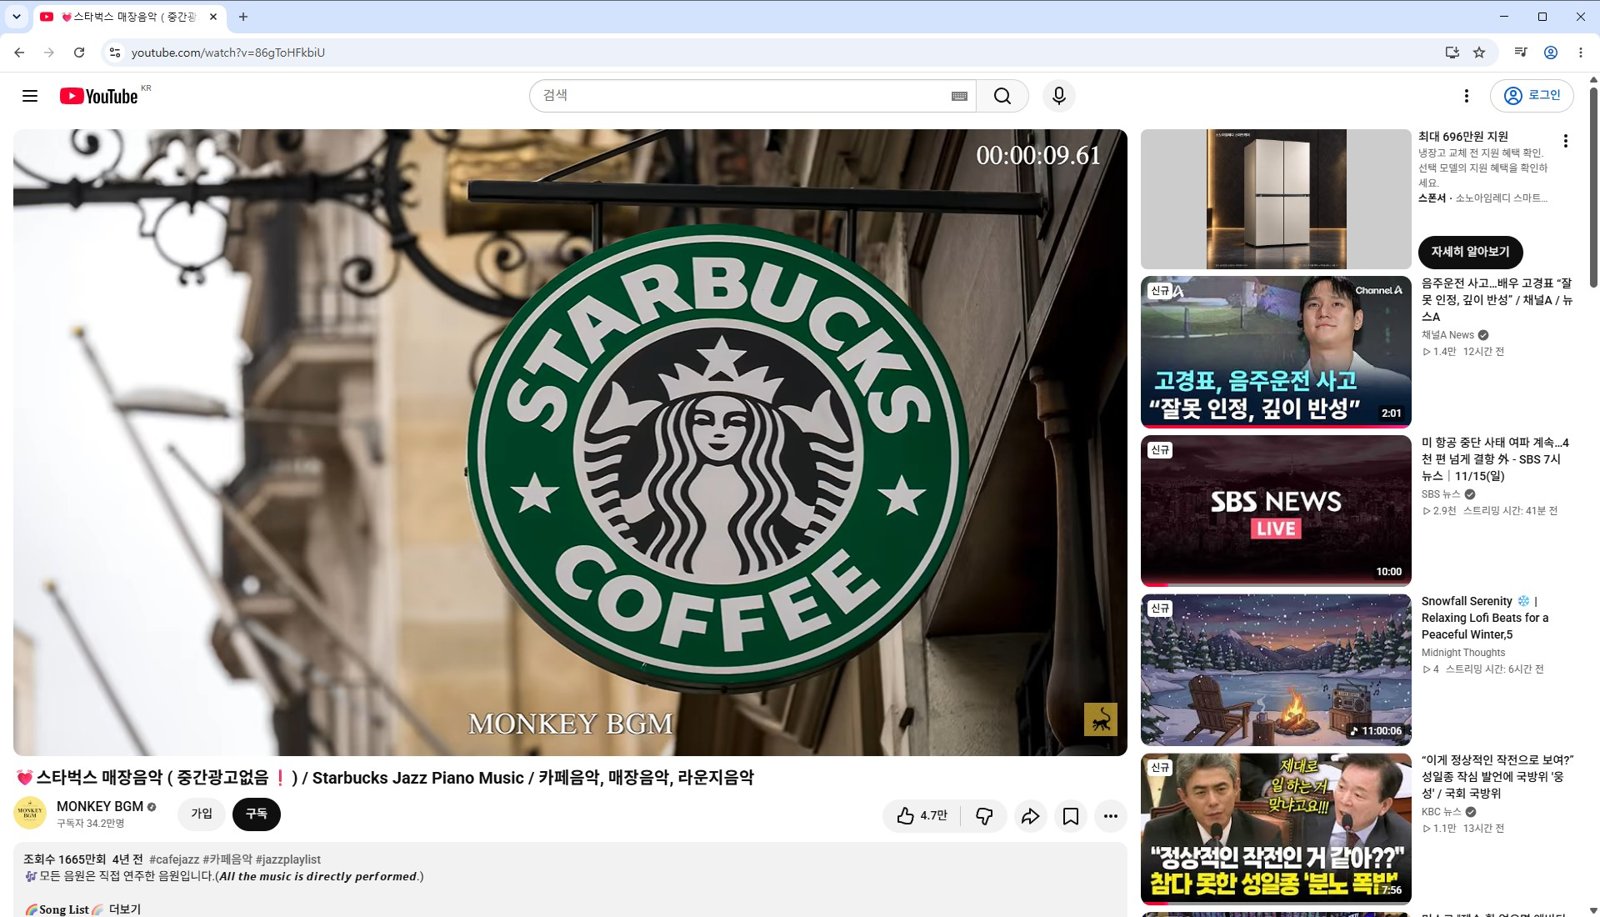 💓스타벅스 매장음악 ( 중간광
youtube.com/watch?v=86gToHFkbiU
YouTube KR
검색
로그인
00:00:09.61
STARBUCKS
COFFEE
MONKEY BGM
💓스타벅스 매장음악 ( 중간광고없음❗ ) / Starbucks Jazz Piano Music / 카페음악, 매장음악, 라운지음악
MONKEY BGM
MONKEY BGM
구독자 34.2만명
가입
구독
4.7만
조회수 1665만회 4년 전 #cafejazz #카페음악 #jazzplaylist
🎶모든 음원은 직접 연주한 음원입니다.(All the music is directly performed.)
🌈Song List🌈 더보기
최대 696만원 지원
냉장고 교체 전 지원 혜택 확인.
선택 모델의 지원 혜택을 확인하
세요.
스폰서 · 소노아임레디 스마트...
자세히 알아보기
신규
Channel A
고경표, 음주운전 사고
“잘못 인정, 깊이 반성”
2:01
음주운전 사고...배우 고경표 “잘
못 인정, 깊이 반성” / 채널A / 뉴
스A
채널A News
1.4만 12시간 전
신규
SBS NEWS
LIVE
10:00
미 항공 중단 사태 여파 계속...4
천 편 넘게 결항 外 - SBS 7시
뉴스｜11/15(일)
SBS 뉴스
2.9천 스트리밍 시간: 41분 전
신규
11:00:06
Snowfall Serenity ❄️ |
Relaxing Lofi Beats for a
Peaceful Winter,5
Midnight Thoughts
4 스트리밍 시간: 6시간 전
신규
제대로
일 하는 거
맞냐고요!!!
“정상적인 작전인 거 같아??”
참다 못한 성일종 ‘분노 폭발’
7:56
“이게 정상적인 작전으로 보여?”
성일종 작심 발언에 국방위 '웅
성' / 국회 국방위
KBC 뉴스
1.1만 13시간 전